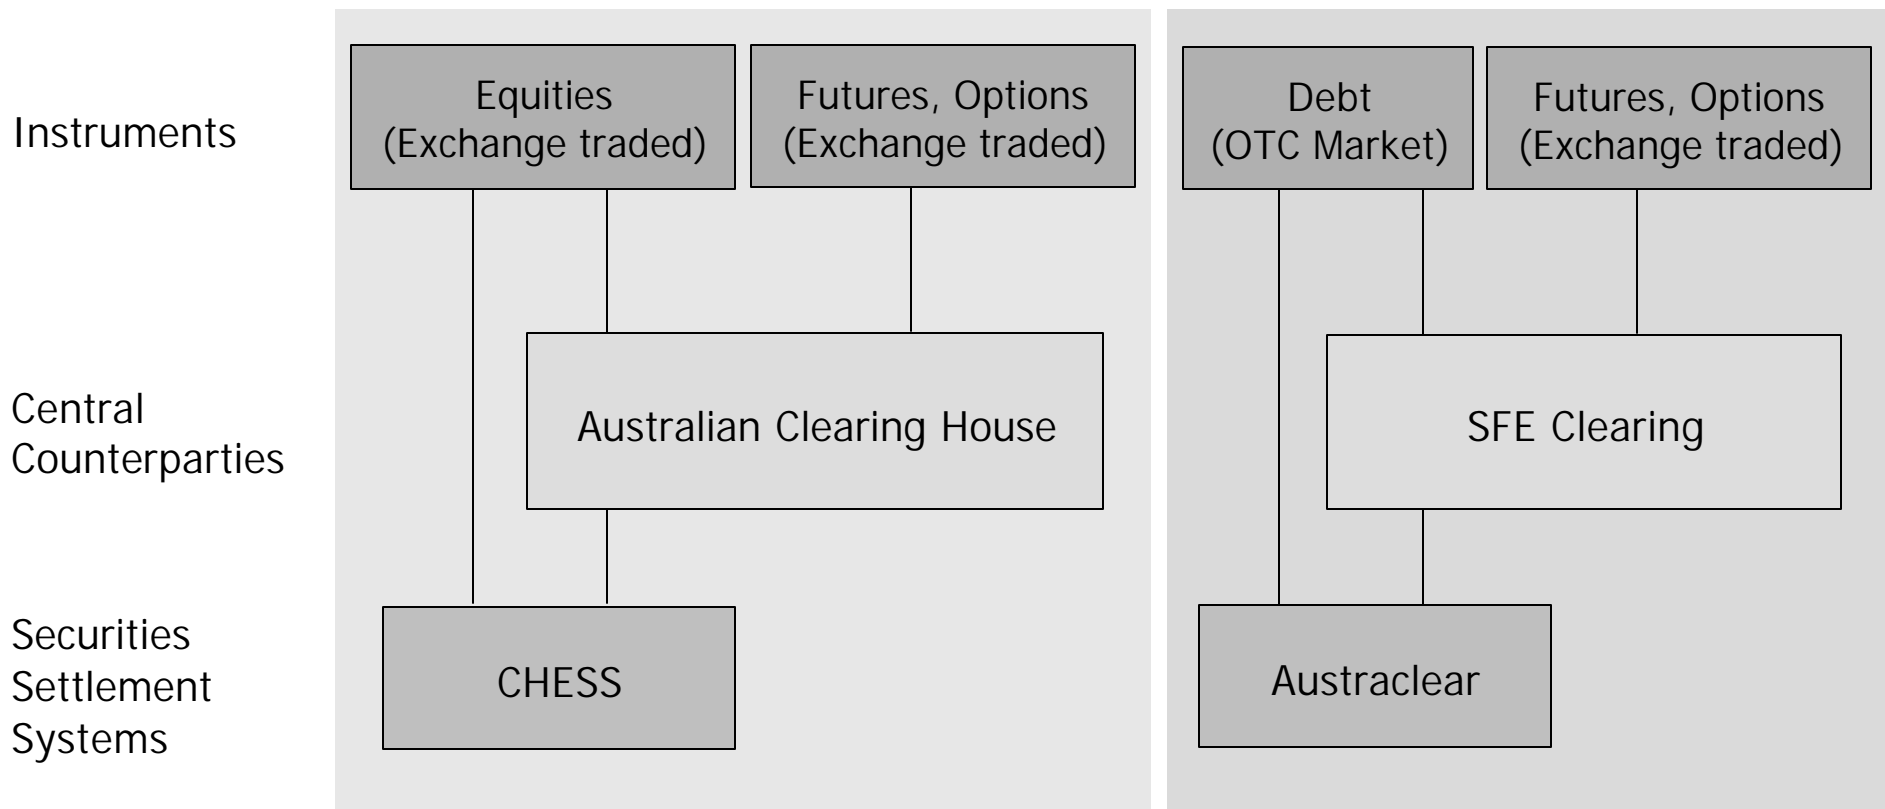 Instruments
Equities
(Exchange traded)
Futures, Options
(Exchange traded)
Debt
(OTC Market)
Futures, Options
(Exchange traded)
Central
Counterparties
Australian Clearing House
SFE Clearing
Securities
Settlement
Systems
CHESS
Austraclear